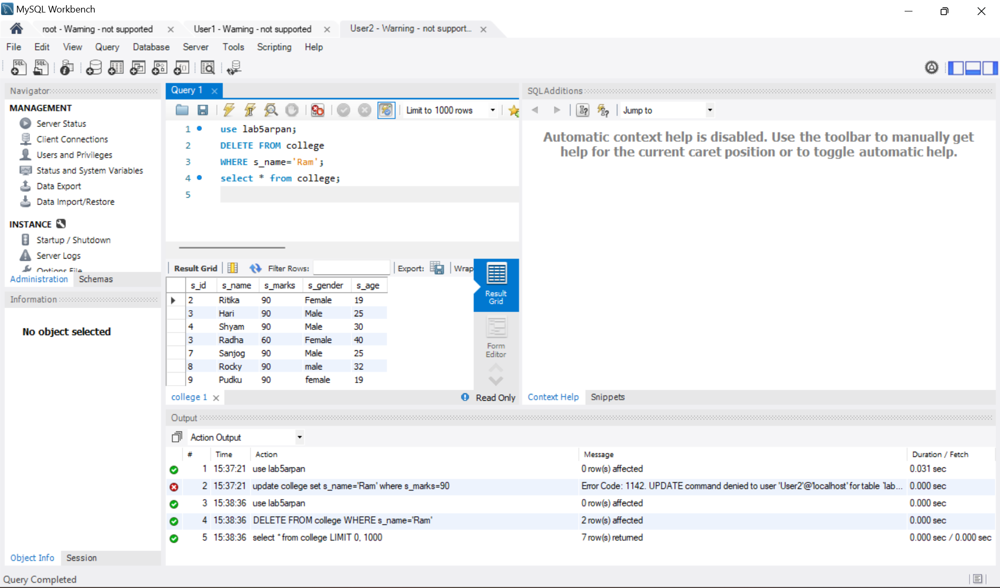 MySQL Workbench
root - Warning - not supported
User1 - Warning - not supported
User2 - Warning - not support...
File Edit View Query Database Server Tools Scripting Help
Navigator
MANAGEMENT
Server Status
Client Connections
Users and Privileges
Status and System Variables
Data Export
Data Import/Restore
INSTANCE
Startup / Shutdown
Server Logs
Options File
Administration Schemas
Information
No object selected
Object Info Session
Query 1
Limit to 1000 rows
1 use lab5arpan;
2 DELETE FROM college
3 WHERE s_name='Ram';
4 select * from college;
5
Result Grid Filter Rows: Export: Wrap
s_id s_name s_marks s_gender s_age
2 Ritika 90 Female 19
3 Hari 90 Male 25
4 Shyam 90 Male 30
3 Radha 60 Female 40
7 Sanjog 90 Male 25
8 Rocky 90 male 32
9 Pudku 90 female 19
Result
Grid
Form
Editor
college 1
Read Only
SQLAdditions
Jump to
Automatic context help is disabled. Use the toolbar to manually get
help for the current caret position or to toggle automatic help.
Context Help Snippets
Output
Action Output
# Time Action Message Duration / Fetch
1 15:37:21 use lab5arpan 0 row(s) affected 0.031 sec
2 15:37:21 update college set s_name='Ram' where s_marks=90 Error Code: 1142. UPDATE command denied to user 'User2'@'localhost' for table 'lab... 0.000 sec
3 15:38:36 use lab5arpan 0 row(s) affected 0.000 sec
4 15:38:36 DELETE FROM college WHERE s_name='Ram' 2 row(s) affected 0.000 sec
5 15:38:36 select * from college LIMIT 0, 1000 7 row(s) returned 0.000 sec / 0.000 sec
Query Completed